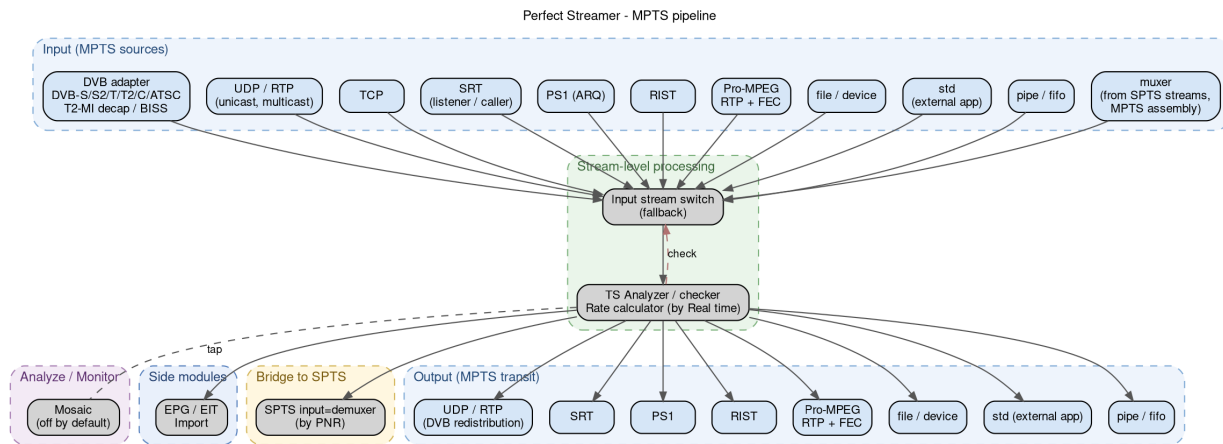 Perfect Streamer - MPTS pipeline
Input (MPTS sources)
DVB adapter
DVB-S/S2/T/T2/C/ATSC
T2-MI decap / BISS
UDP / RTP
(unicast, multicast)
TCP
SRT
(listener / caller)
PS1 (ARQ)
RIST
Pro-MPEG
RTP + FEC
file / device
std
(external app)
pipe / fifo
muxer
(from SPTS streams,
MPTS assembly)
Stream-level processing
Input stream switch
(fallback)
check
TS Analyzer / checker
Rate calculator (by Real time)
tap
Analyze / Monitor
Mosaic
(off by default)
Side modules
EPG / EIT
Import
Bridge to SPTS
SPTS input=demuxer
(by PNR)
Output (MPTS transit)
UDP / RTP
(DVB redistribution)
SRT
PS1
RIST
Pro-MPEG
RTP + FEC
file / device
std (external app)
pipe / fifo